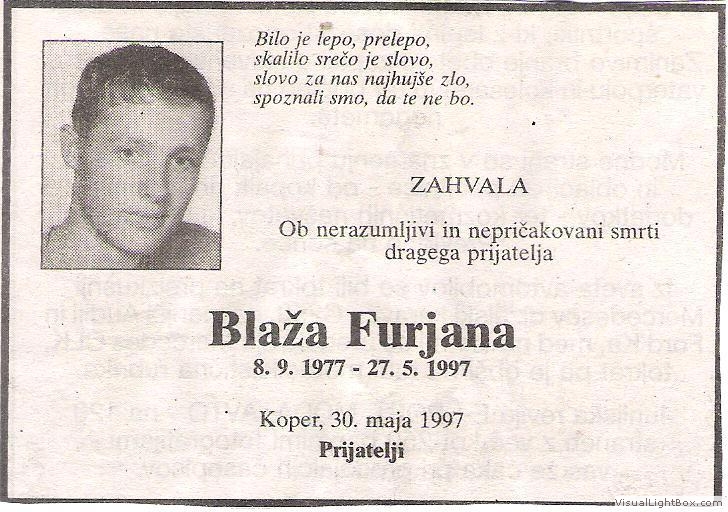 Bilo je lepo, prelepo,
skalilo srečo je slovo,
slovo za nas najhujše zlo,
spoznali smo, da te ne bo.
ZAHVALA
Ob nerazumljivi in nepričakovani smrti
dragega prijatelja
Blaža Furjana
8. 9. 1977 - 27. 5. 1997
Koper, 30. maja 1997
Prijatelji
VisualLightBox.com